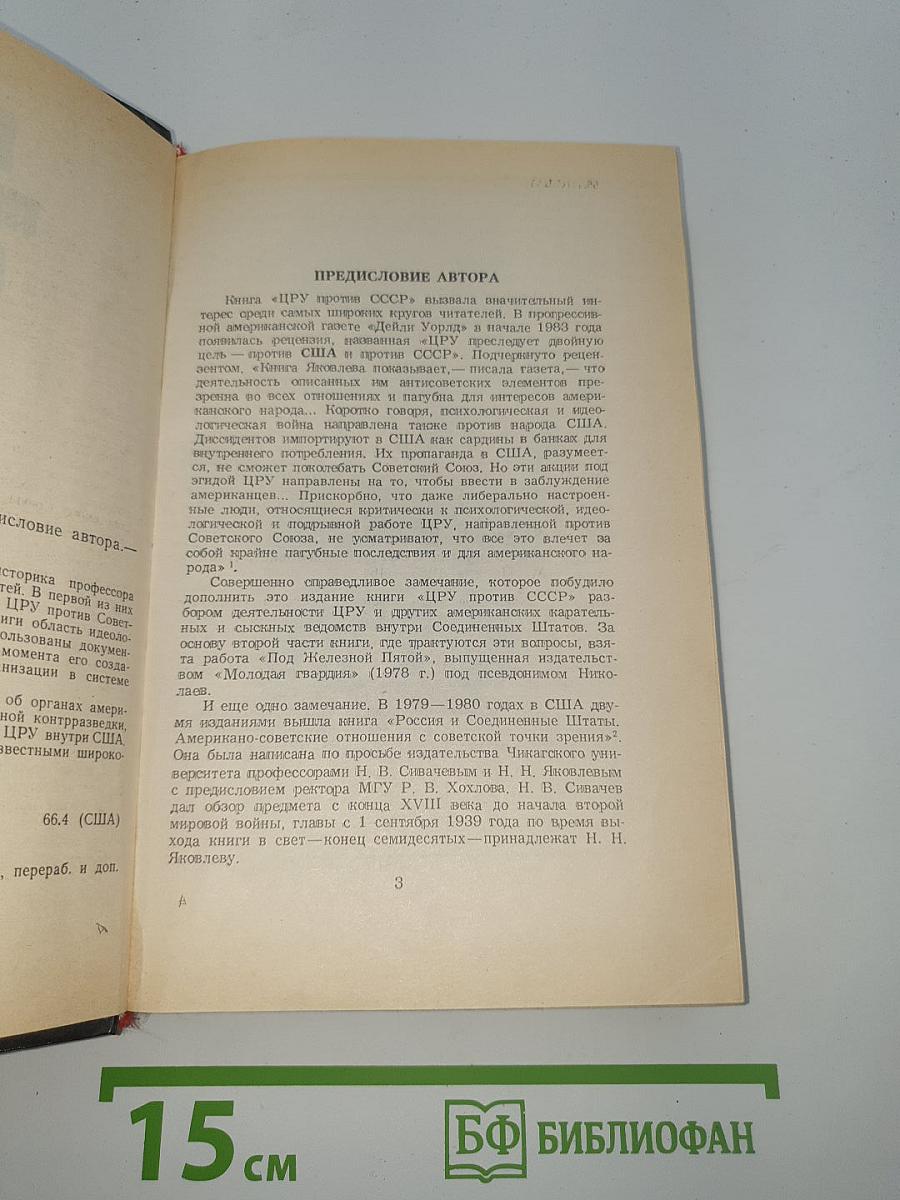 исловие автора.—
историка профессора
тей. В первой из них
ЦРУ против Совет-
иги область идеоло-
ользованы докумен-
момента его созда-
анизации в системе
об органах амери-
ной контрразведки,
ЦРУ внутри США.
звестными широко-
66.4 (США)
, перераб. и доп.
ПРЕДИСЛОВИЕ АВТОРА
Книга «ЦРУ против СССР» вызвала значительный ин-
терес среди самых широких кругов читателей. В прогрессив-
ной американской газете «Дейли Уорлд» в начале 1983 года
появилась рецензия, названная «ЦРУ преследует двойную
цель — против США и против СССР». Подчеркнуто рецен-
зентом. «Книга Яковлева показывает,— писала газета,— что
деятельность описанных им антисоветских элементов пре-
зренна во всех отношениях и пагубна для интересов амери-
канского народа... Коротко говоря, психологическая и идео-
логическая война направлена также против народа США.
Диссидентов импортируют в США как сардины в банках для
внутреннего потребления. Их пропаганда в США, разумеет-
ся, не сможет поколебать Советский Союз. Но эти акции под
эгидой ЦРУ направлены на то, чтобы ввести в заблуждение
американцев... Прискорбно, что даже либерально настроен-
ные люди, относящиеся критически к психологической, идео-
логической и подрывной работе ЦРУ, направленной против
Советского Союза, не усматривают, что все это влечет за
собой крайне пагубные последствия и для американского на-
рода» ¹.
Совершенно справедливое замечание, которое побудило
дополнить это издание книги «ЦРУ против СССР» раз-
бором деятельности ЦРУ и других американских каратель-
ных и сыскных ведомств внутри Соединенных Штатов. За
основу второй части книги, где трактуются эти вопросы, взя-
та работа «Под Железной Пятой», выпущенная издательст-
вом «Молодая гвардия» (1978 г.) под псевдонимом Нико-
лаев.
И еще одно замечание. В 1979—1980 годах в США дву-
мя изданиями вышла книга «Россия и Соединенные Штаты.
Американо-советские отношения с советской точки зрения»².
Она была написана по просьбе издательства Чикагского уни-
верситета профессорами Н. В. Сивачевым и Н. Н. Яковлевым
с предисловием ректора МГУ Р. В. Хохлова. Н. В. Сивачев
дал обзор предмета с конца XVIII века до начала второй
мировой войны, главы с 1 сентября 1939 года по время вы-
хода книги в свет — конец семидесятых — принадлежат Н. Н.
Яковлеву.
3
15 см
БФ БИБЛИОФАН